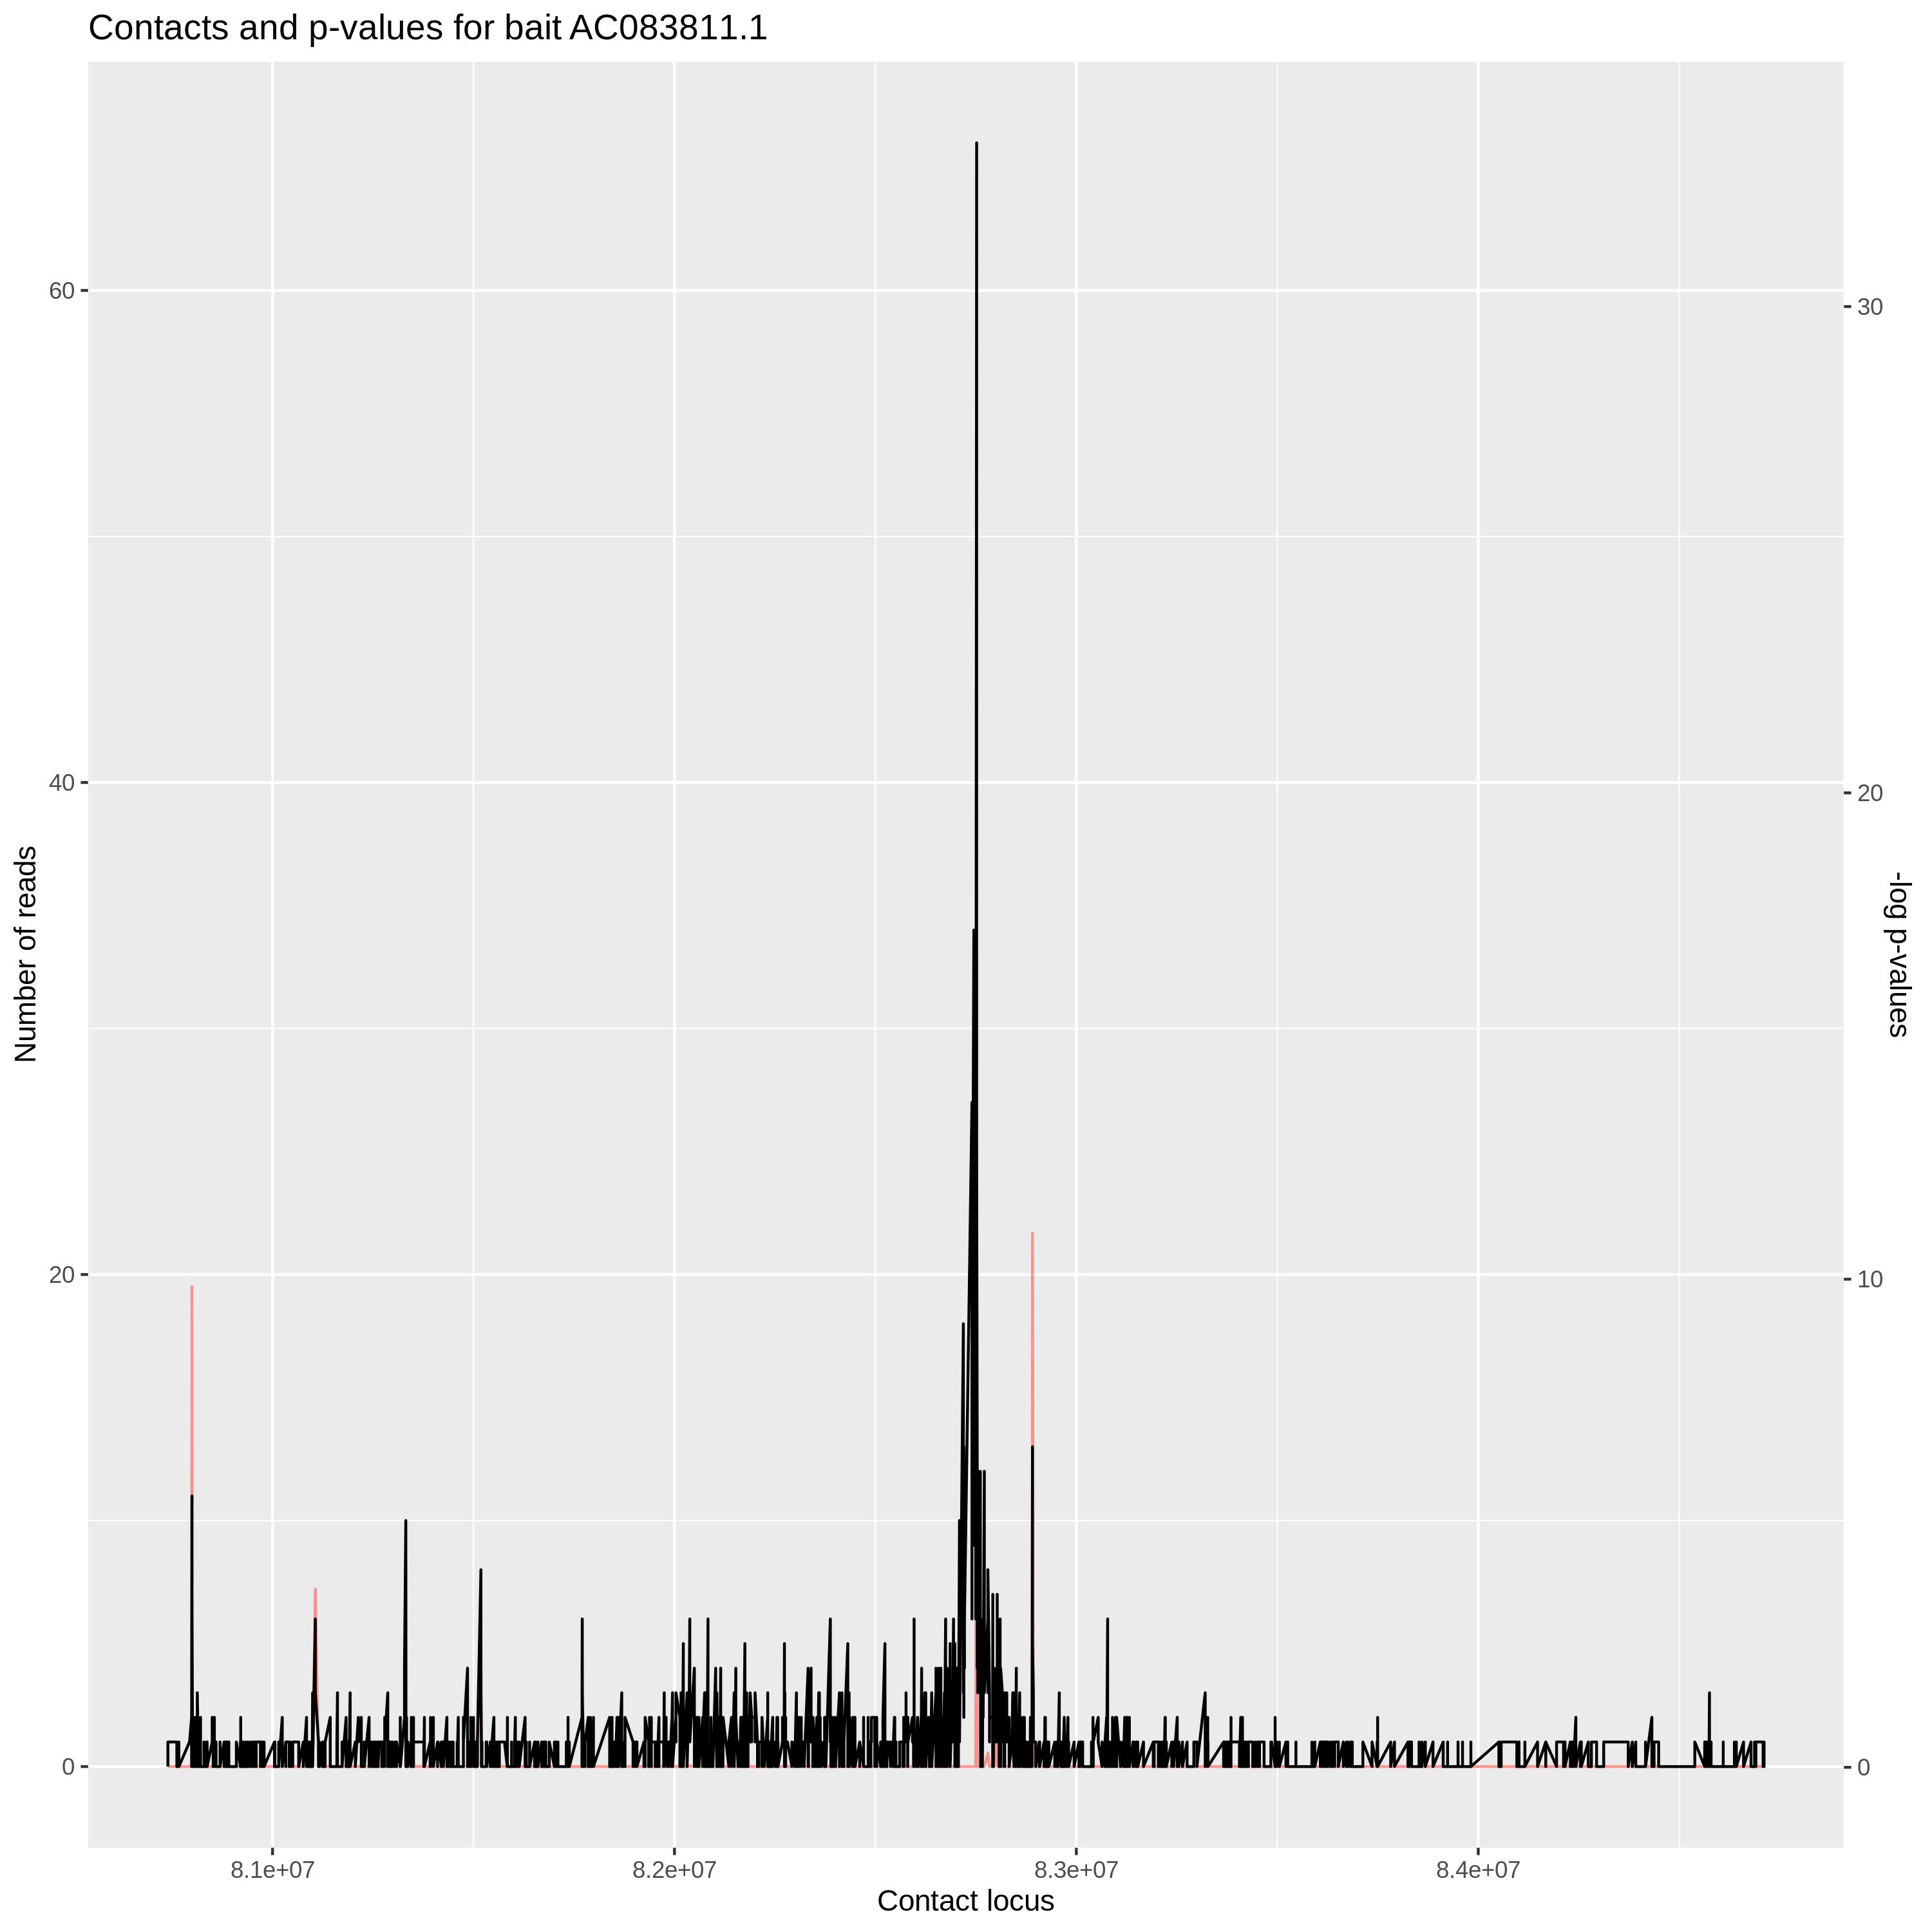 Contacts and p-values for bait AC083811.1
60
40
20
0
30
20
10
0
Number of reads
-log p-values
8.1e+07
8.2e+07
8.3e+07
8.4e+07
Contact locus